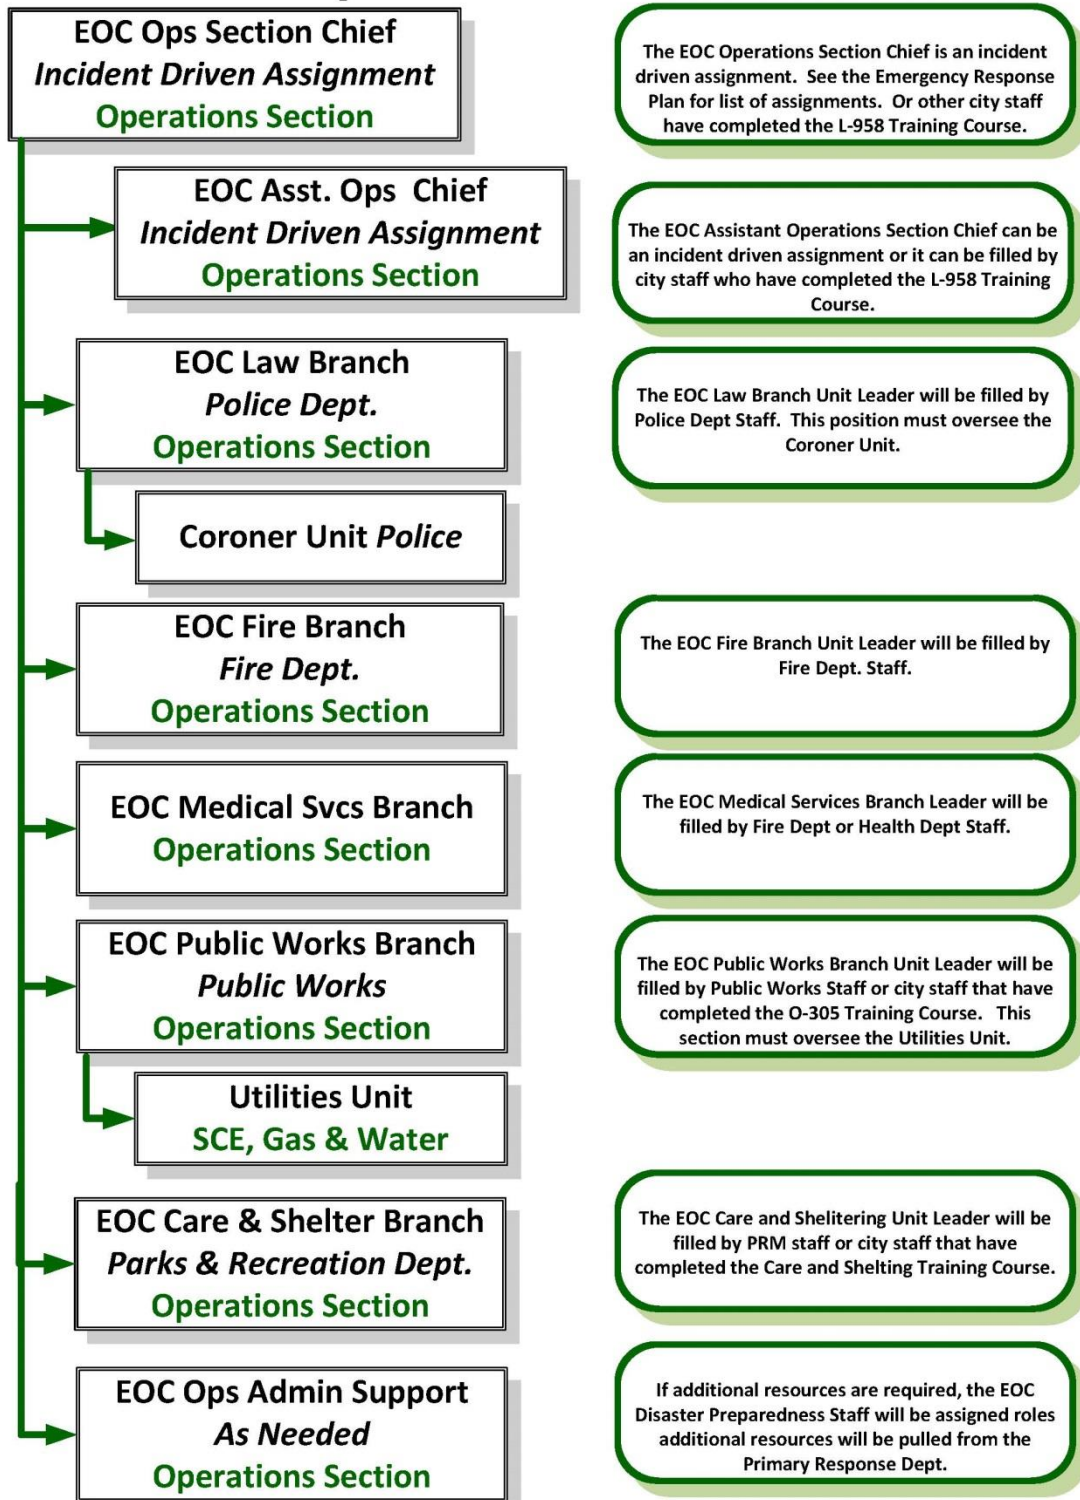 EOC Ops Section Chief
Incident Driven Assignment
Operations Section
The EOC Operations Section Chief is an incident
driven assignment. See the Emergency Response
Plan for list of assignments. Or other city staff
have completed the L-958 Training Course.
EOC Asst. Ops Chief
Incident Driven Assignment
Operations Section
The EOC Assistant Operations Section Chief can be
an incident driven assignment or it can be filled by
city staff who have completed the L-958 Training
Course.
EOC Law Branch
Police Dept.
Operations Section
The EOC Law Branch Unit Leader will be filled by
Police Dept Staff. This position must oversee the
Coroner Unit.
Coroner Unit Police
EOC Fire Branch
Fire Dept.
Operations Section
The EOC Fire Branch Unit Leader will be filled by
Fire Dept. Staff.
EOC Medical Svcs Branch
Operations Section
The EOC Medical Services Branch Leader will be
filled by Fire Dept or Health Dept Staff.
EOC Public Works Branch
Public Works
Operations Section
The EOC Public Works Branch Unit Leader will be
filled by Public Works Staff or city staff that have
completed the O-305 Training Course. This
section must oversee the Utilities Unit.
Utilities Unit
SCE, Gas & Water
EOC Care & Shelter Branch
Parks & Recreation Dept.
Operations Section
The EOC Care and Shelitering Unit Leader will be
filled by PRM staff or city staff that have
completed the Care and Shelting Training Course.
EOC Ops Admin Support
As Needed
Operations Section
If additional resources are required, the EOC
Disaster Preparedness Staff will be assigned roles
additional resources will be pulled from the
Primary Response Dept.